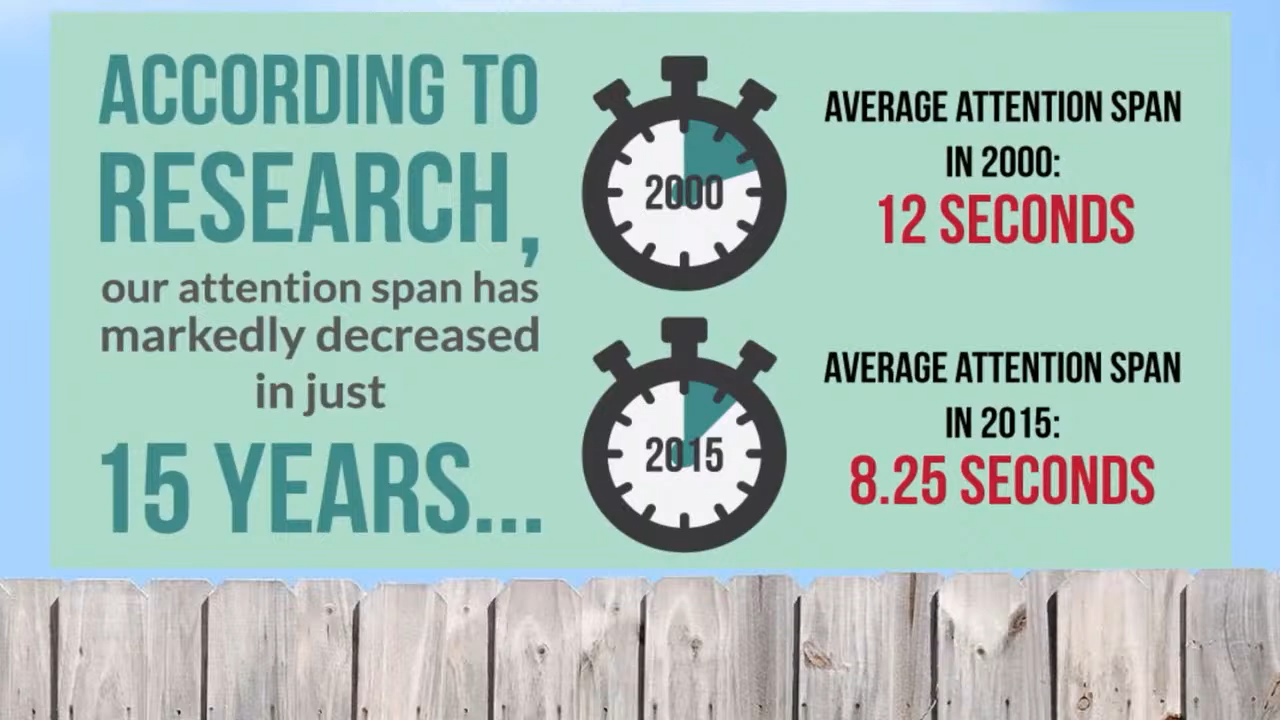 ACCORDING TO
RESEARCH,
our attention span has
markedly decreased
in just
15 YEARS...
2000
AVERAGE ATTENTION SPAN
IN 2000:
12 SECONDS
2015
AVERAGE ATTENTION SPAN
IN 2015:
8.25 SECONDS